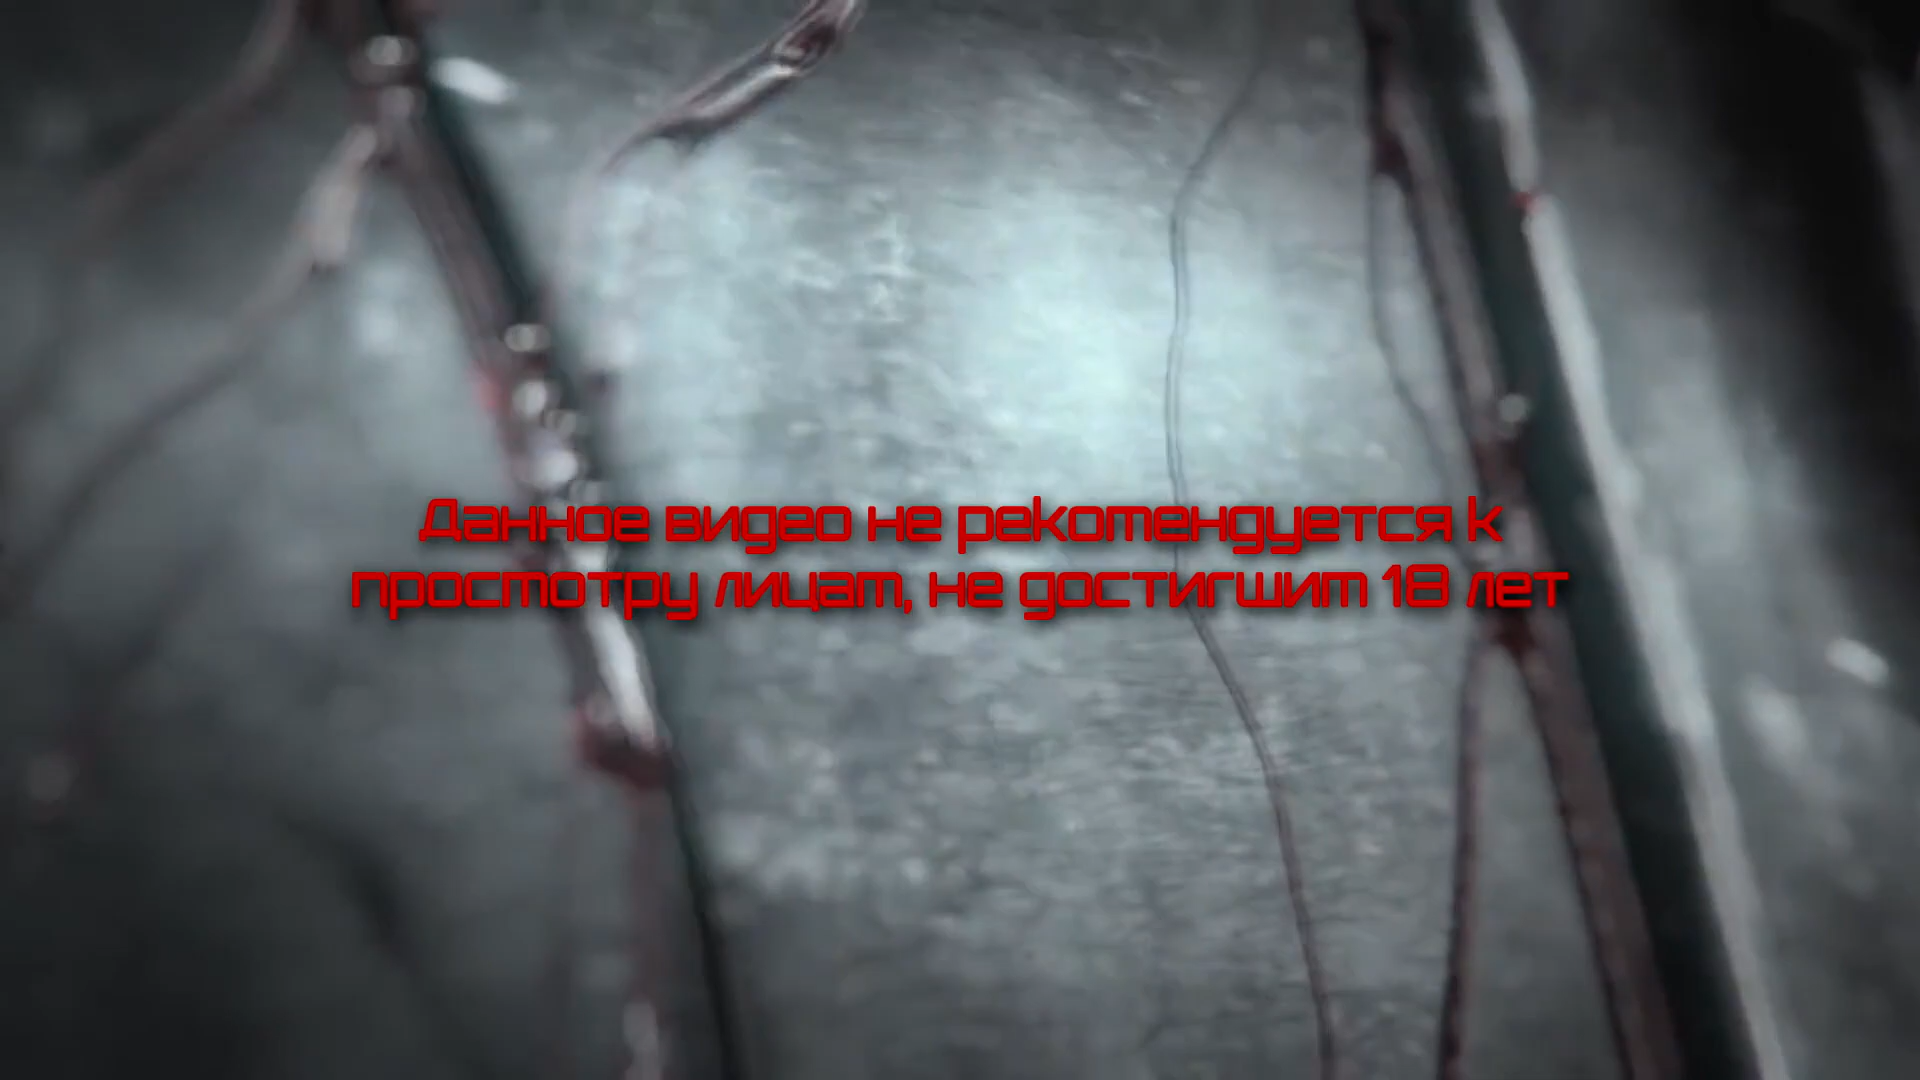 Данное видео не рекомендуется к
просмотру лицам, не достигшим 18 лет